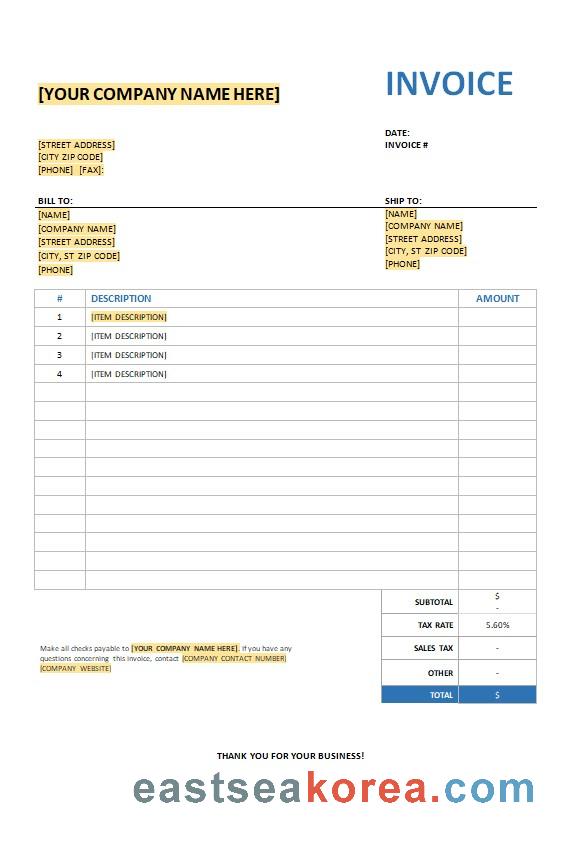 INVOICE
[YOUR COMPANY NAME HERE]
DATE:
INVOICE #
[STREET ADDRESS]
[CITY ZIP CODE]
[PHONE] [FAX]:
BILL TO:
SHIP TO:
[NAME]
[COMPANY NAME]
[STREET ADDRESS]
[CITY, ST ZIP CODE]
[PHONE]
[NAME]
[COMPANY NAME]
[STREET ADDRESS]
[CITY, ST ZIP CODE]
[PHONE]
# DESCRIPTION AMOUNT
1 [ITEM DESCRIPTION]
2 [ITEM DESCRIPTION]
3 [ITEM DESCRIPTION]
4 [ITEM DESCRIPTION]
SUBTOTAL $ -
TAX RATE 5.60%
SALES TAX -
OTHER -
TOTAL $
Make all checks payable to [YOUR COMPANY NAME HERE]. If you have any
questions concerning this invoice, contact [COMPANY CONTACT NUMBER]
[COMPANY WEBSITE]
THANK YOU FOR YOUR BUSINESS!
eastseakorea.com